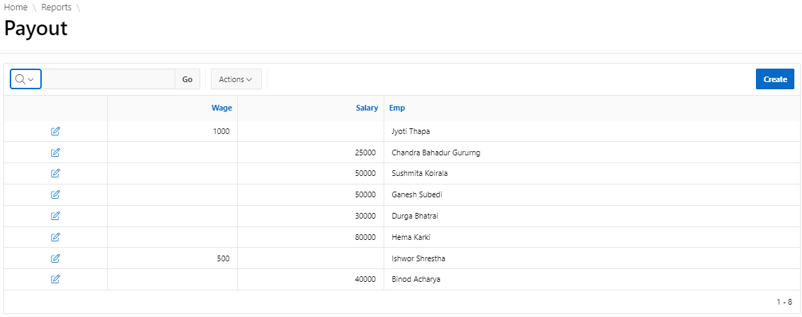 Home \ Reports \
Payout
Go Actions Create
Wage Salary Emp
1000 Jyoti Thapa
25000 Chandra Bahadur Gururng
50000 Sushmita Koirala
50000 Ganesh Subedi
30000 Durga Bhatrai
80000 Hema Karki
500 Ishwor Shrestha
40000 Binod Acharya
1 - 8